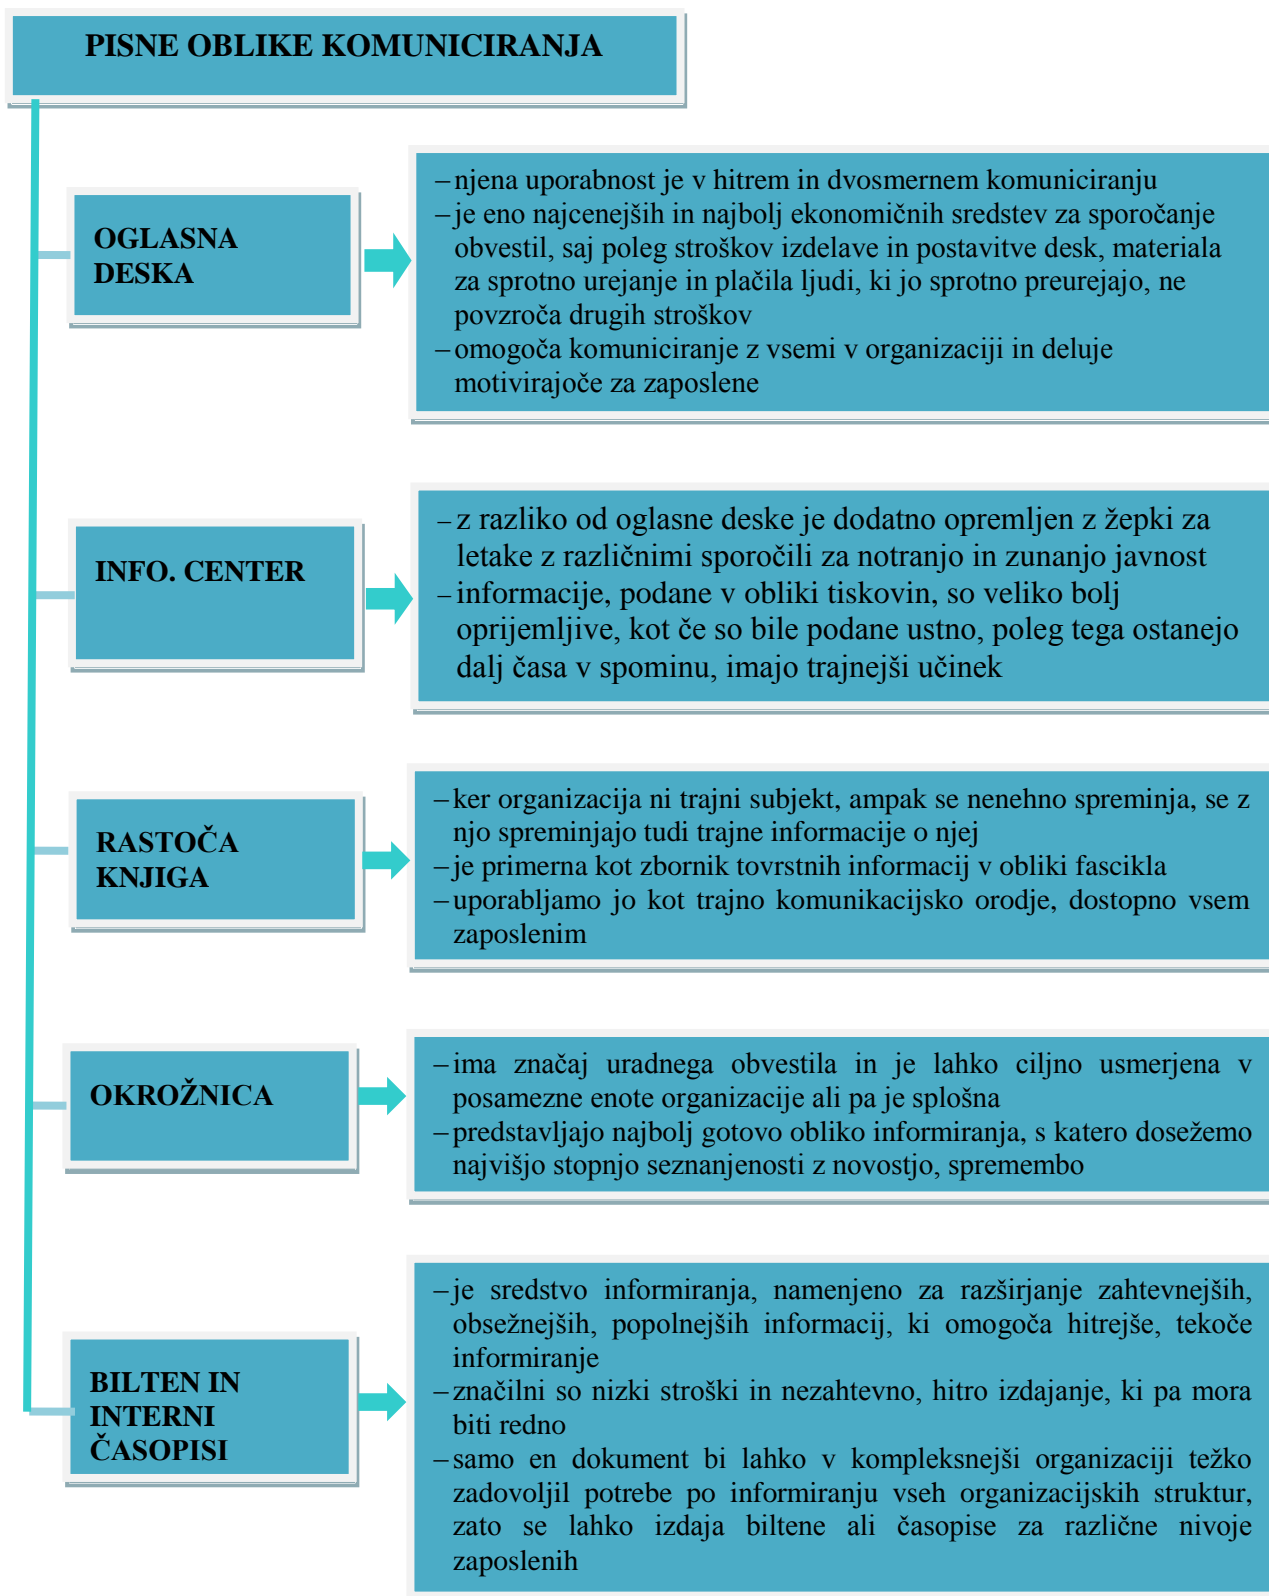 PISNE OBLIKE KOMUNICIRANJA
OGLASNA
DESKA
– njena uporabnost je v hitrem in dvosmernem komuniciranju
– je eno najcenejših in najbolj ekonomičnih sredstev za sporočanje
obvestil, saj poleg stroškov izdelave in postavitve desk, materiala
za sprotno urejanje in plačila ljudi, ki jo sprotno preurejajo, ne
povzroča drugih stroškov
– omogoča komuniciranje z vsemi v organizaciji in deluje
motivirajoče za zaposlene
INFO. CENTER
– z razliko od oglasne deske je dodatno opremljen z žepki za
letake z različnimi sporočili za notranjo in zunanjo javnost
– informacije, podane v obliki tiskovin, so veliko bolj
oprijemljive, kot če so bile podane ustno, poleg tega ostanejo
dalj časa v spominu, imajo trajnejši učinek
RASTOČA
KNJIGA
– ker organizacija ni trajni subjekt, ampak se nenehno spreminja, se z
njo spreminjajo tudi trajne informacije o njej
– je primerna kot zbornik tovrstnih informacij v obliki fascikla
– uporabljamo jo kot trajno komunikacijsko orodje, dostopno vsem
zaposlenim
OKROŽNICA
– ima značaj uradnega obvestila in je lahko ciljno usmerjena v
posamezne enote organizacije ali pa je splošna
– predstavljajo najbolj gotovo obliko informiranja, s katero dosežemo
najvišjo stopnjo seznanjenosti z novostjo, spremembo
BILTEN IN
INTERNI
ČASOPISI
– je sredstvo informiranja, namenjeno za razširjanje zahtevnejših,
obsežnejših, popolnejših informacij, ki omogoča hitrejše, tekoče
informiranje
– značilni so nizki stroški in nezahtevno, hitro izdajanje, ki pa mora
biti redno
– samo en dokument bi lahko v kompleksnejši organizaciji težko
zadovoljil potrebe po informiranju vseh organizacijskih struktur,
zato se lahko izdaja biltene ali časopise za različne nivoje
zaposlenih